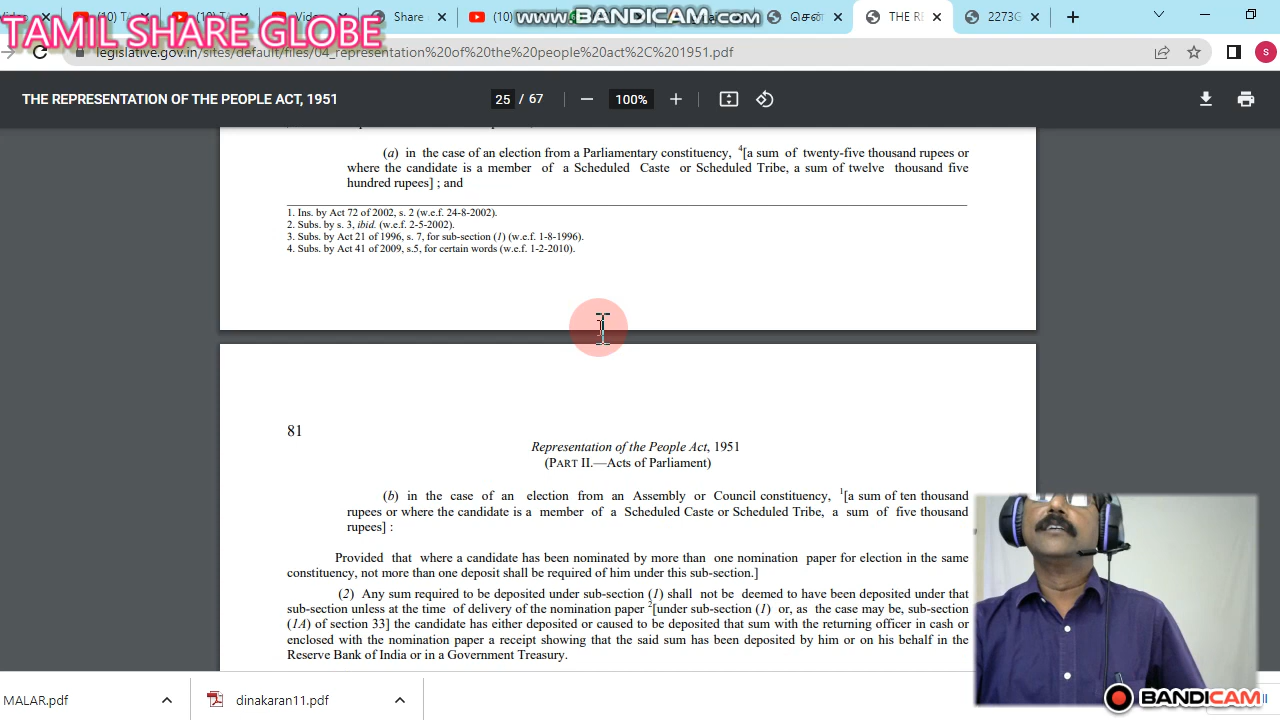 TAMIL SHARE GLOBE
www.BANDICAM.com
Share
THE RE
2273G
legislative.gov.in/sites/default/files/04_representation%20of%20the%20people%20act%2C%201951.pdf
S
THE REPRESENTATION OF THE PEOPLE ACT, 1951
25 / 67
100%
(a) in the case of an election from a Parliamentary constituency, 4[a sum of twenty-five thousand rupees or
where the candidate is a member of a Scheduled Caste or Scheduled Tribe, a sum of twelve thousand five
hundred rupees] ; and
1. Ins. by Act 72 of 2002, s. 2 (w.e.f. 24-8-2002).
2. Subs. by s. 3, ibid. (w.e.f. 2-5-2002).
3. Subs. by Act 21 of 1996, s. 7, for sub-section (1) (w.e.f. 1-8-1996).
4. Subs. by Act 41 of 2009, s.5, for certain words (w.e.f. 1-2-2010).
81
Representation of the People Act, 1951
(PART II.—Acts of Parliament)
(b) in the case of an election from an Assembly or Council constituency, 1[a sum of ten thousand
rupees or where the candidate is a member of a Scheduled Caste or Scheduled Tribe, a sum of five thousand
rupees] :
Provided that where a candidate has been nominated by more than one nomination paper for election in the same
constituency, not more than one deposit shall be required of him under this sub-section.]
(2) Any sum required to be deposited under sub-section (1) shall not be deemed to have been deposited under that
sub-section unless at the time of delivery of the nomination paper 2[under sub-section (1) or, as the case may be, sub-section
(1A) of section 33] the candidate has either deposited or caused to be deposited that sum with the returning officer in cash or
enclosed with the nomination paper a receipt showing that the said sum has been deposited by him or on his behalf in the
Reserve Bank of India or in a Government Treasury.
MALAR.pdf
dinakaran11.pdf
BANDICAM